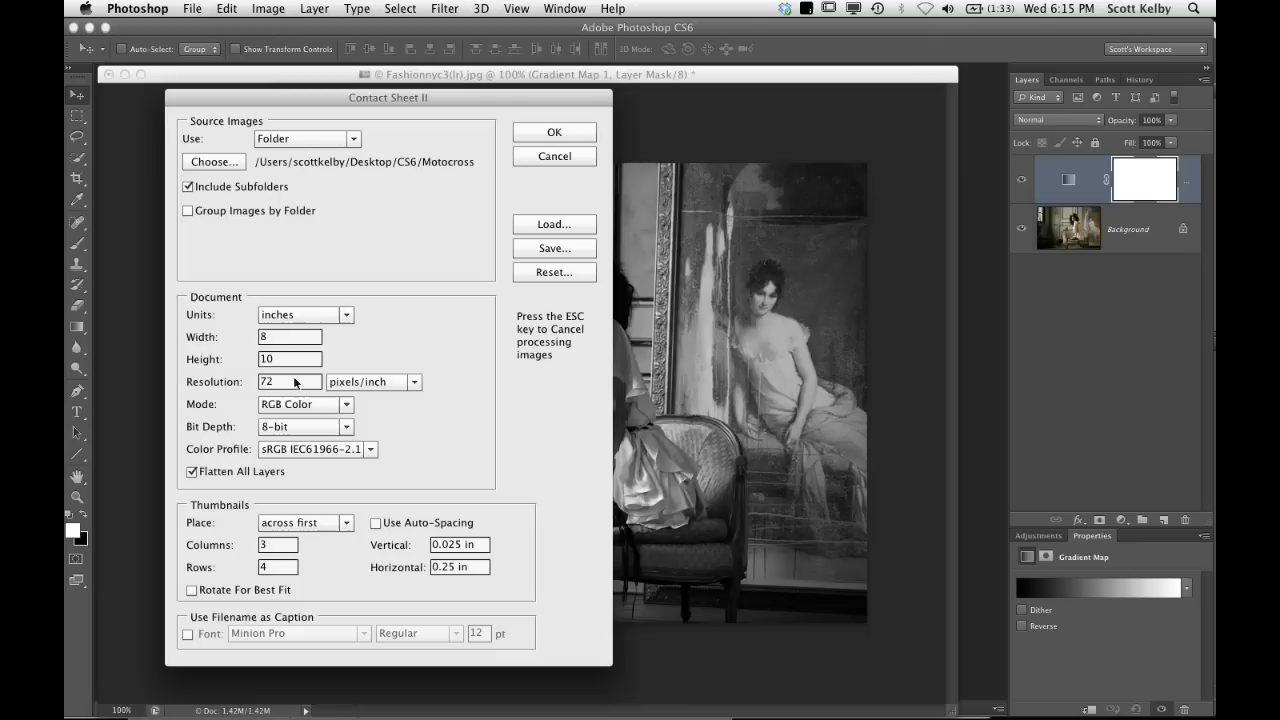 Photoshop File Edit Image Layer Type Select Filter 3D View Window Help (1:33) Wed 6:15 PM Scott Kelby
Adobe Photoshop CS6
Auto-Select: Group Show Transform Controls 3D Mode: Scott's Workspace
© Fashionnyc3(lr).jpg @ 100% (Gradient Map 1, Layer Mask/8) *
Contact Sheet II
Source Images
Use: Folder
Choose... /Users/scottkelby/Desktop/CS6/Motocross
Include Subfolders
Group Images by Folder
OK
Cancel
Load...
Save...
Reset...
Press the ESC
key to Cancel
processing
images
Document
Units: inches
Width: 8
Height: 10
Resolution: 72 pixels/inch
Mode: RGB Color
Bit Depth: 8-bit
Color Profile: sRGB IEC61966-2.1
Flatten All Layers
Thumbnails
Place: across first Use Auto-Spacing
Columns: 3 Vertical: 0.025 in
Rows: 4 Horizontal: 0.25 in
Rotate For Best Fit
Use Filename as Caption
Font: Minion Pro Regular 12 pt
Layers Channels Paths History
Kind
Normal Opacity: 100%
Lock: Fill: 100%
...
Background
fx
Adjustments Properties
Gradient Map
Dither
Reverse
100% © Doc: 1.42M/1.42M